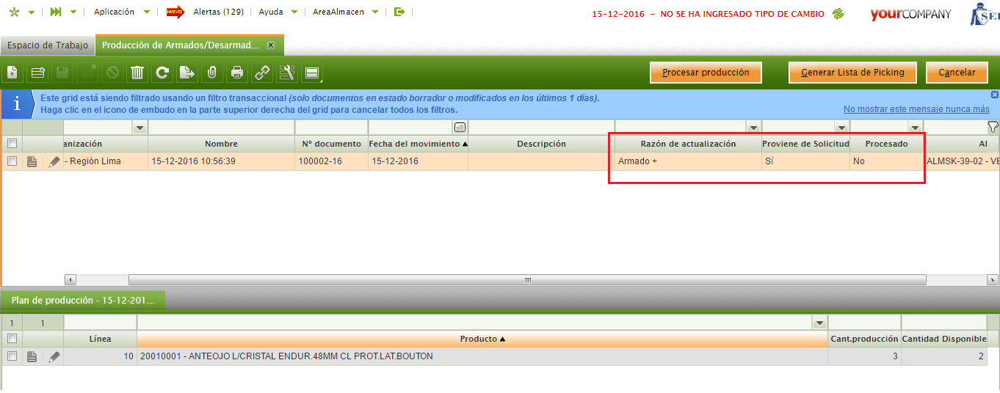 Aplicación NUEVO Alertas (129) Ayuda AreaAlmacen 15-12-2016 - NO SE HA INGRESADO TIPO DE CAMBIO yourCOMPANY
Espacio de Trabajo Producción de Armados/Desarmad...
Procesar producción Generar Lista de Picking Cancelar
Este grid está siendo filtrado usando un filtro transaccional (solo documentos en estado borrador o modificados en los últimos 1 días).
Haga clic en el icono de embudo en la parte superior derecha del grid para cancelar todos los filtros. No mostrar este mensaje nunca más
anización Nombre Nº documento Fecha del movimiento Descripción Razón de actualización Proviene de Solicitud Procesado Al
- Región Lima 15-12-2016 10:56:39 100002-16 15-12-2016 Armado + Sí No ALMSK-39-02 - VE
Plan de producción - 15-12-201...
1 1
Línea Producto Cant.producción Cantidad Disponible
10 20010001 - ANTEOJO L/CRISTAL ENDUR.48MM CL PROT.LAT.BOUTON 3 2